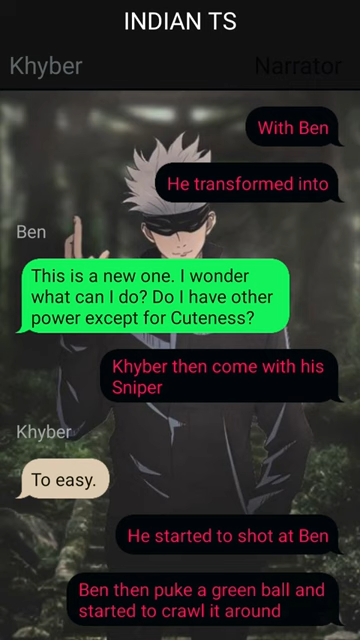 INDIAN TS
Khyber Narrator
With Ben
He transformed into
Ben
This is a new one. I wonder
what can I do? Do I have other
power except for Cuteness?
Khyber then come with his
Sniper
Khyber
To easy.
He started to shot at Ben
Ben then puke a green ball and
started to crawl it around